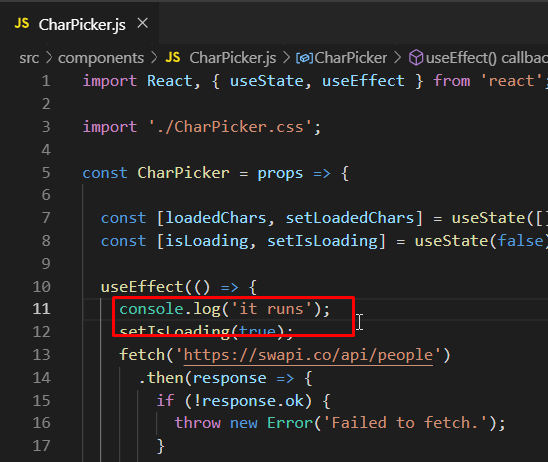 JS CharPicker.js ×
src > components > JS CharPicker.js > CharPicker > useEffect() callba
1 import React, { useState, useEffect } from 'react';
2
3 import './CharPicker.css';
4
5 const CharPicker = props => {
6
7 const [loadedChars, setLoadedChars] = useState([]
8 const [isLoading, setIsLoading] = useState(false)
9
10 useEffect(() => {
11 console.log('it runs');
12 setIsLoading(true);
13 fetch('https://swapi.co/api/people')
14 .then(response => {
15 if (!response.ok) {
16 throw new Error('Failed to fetch.');
17 }